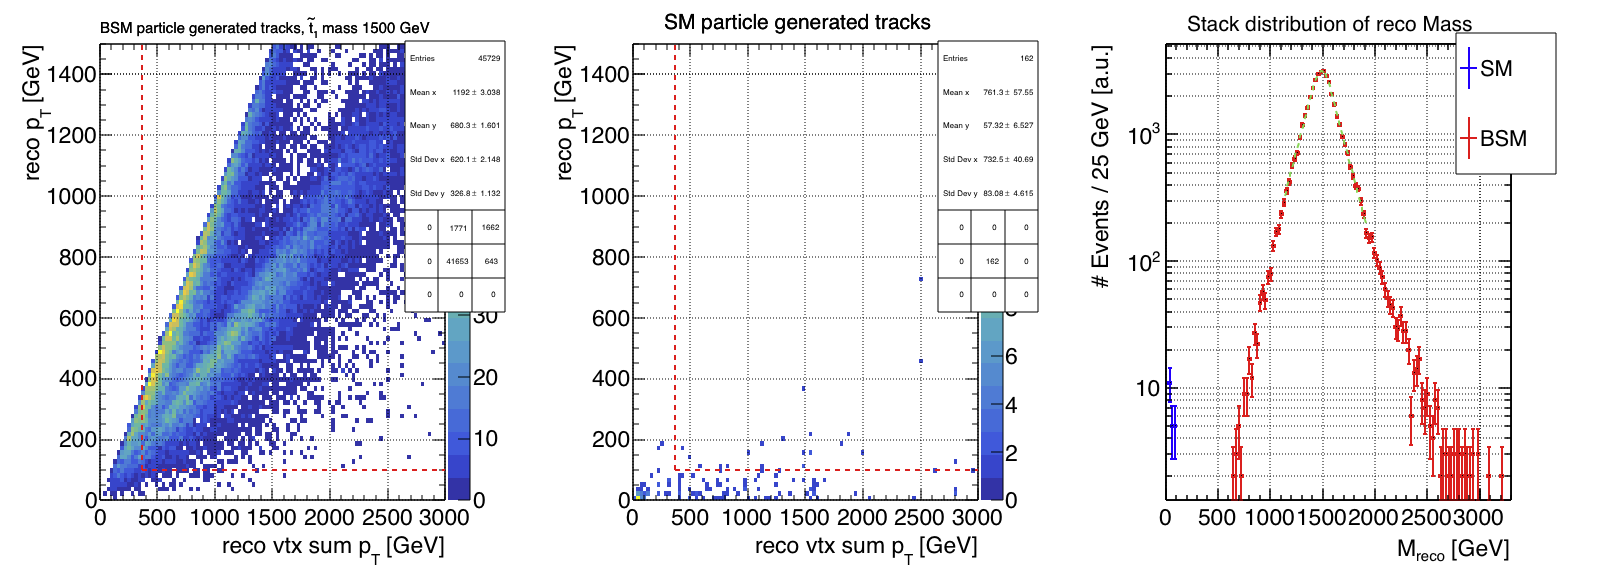 BSM particle generated tracks, t̃₁ mass 1500 GeV
reco pT [GeV]
1400
1200
1000
800
600
400
200
0
0 500 1000 1500 2000 2500 3000
reco vtx sum pT [GeV]
Entries 45729
Mean x 1192 ± 3.038
Mean y 680.3 ± 1.601
Std Dev x 620.1 ± 2.148
Std Dev y 326.8 ± 1.132
0 1771 1662
0 41653 643
0 0 0
30
20
10
0
SM particle generated tracks
reco pT [GeV]
1400
1200
1000
800
600
400
200
0
0 500 1000 1500 2000 2500 3000
reco vtx sum pT [GeV]
Entries 162
Mean x 761.3 ± 57.55
Mean y 57.32 ± 6.527
Std Dev x 732.5 ± 40.69
Std Dev y 83.08 ± 4.615
0 0 0
0 162 0
0 0 0
6
4
2
0
Stack distribution of reco Mass
# Events / 25 GeV [a.u.]
10³
10²
10
0 500 1000 1500 2000 2500 3000
Mreco [GeV]
SM
BSM